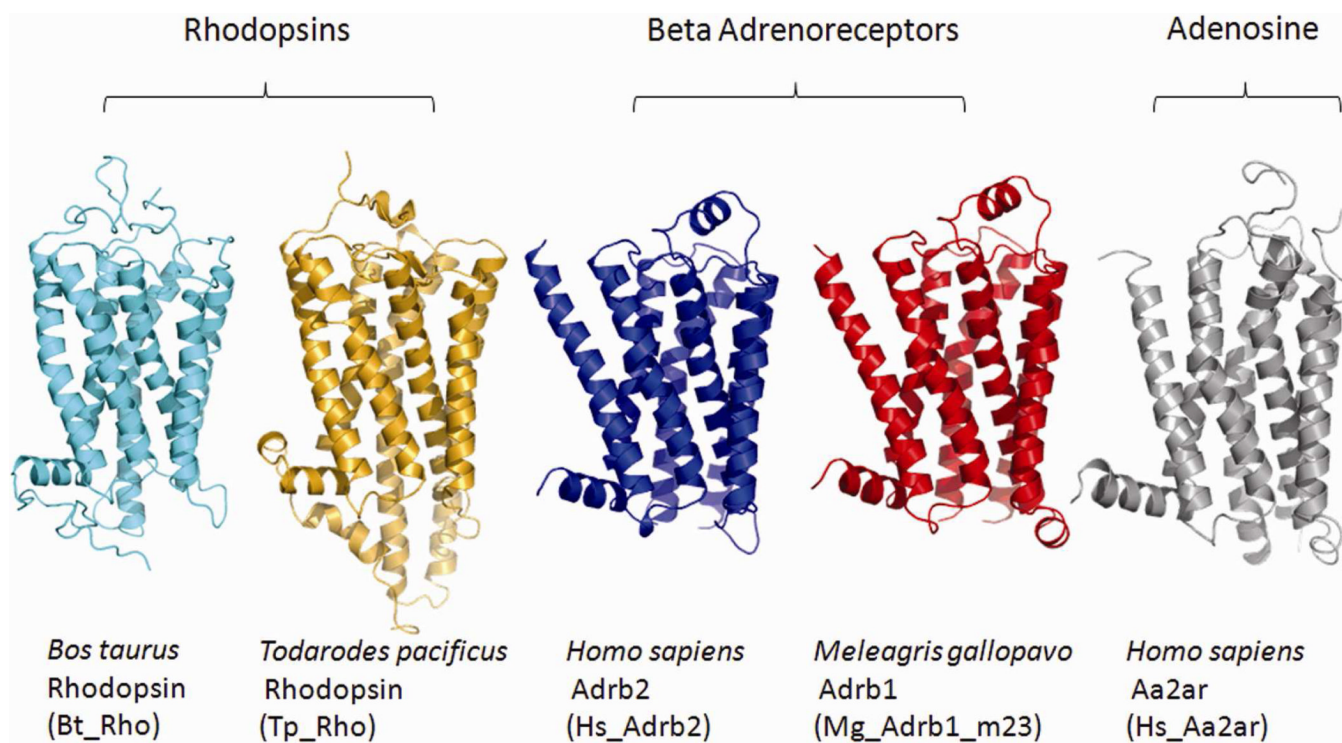 Rhodopsins
Beta Adrenoreceptors
Adenosine
Bos taurus
Rhodopsin
(Bt_Rho)
Todarodes pacificus
Rhodopsin
(Tp_Rho)
Homo sapiens
Adrb2
(Hs_Adrb2)
Meleagris gallopavo
Adrb1
(Mg_Adrb1_m23)
Homo sapiens
Aa2ar
(Hs_Aa2ar)